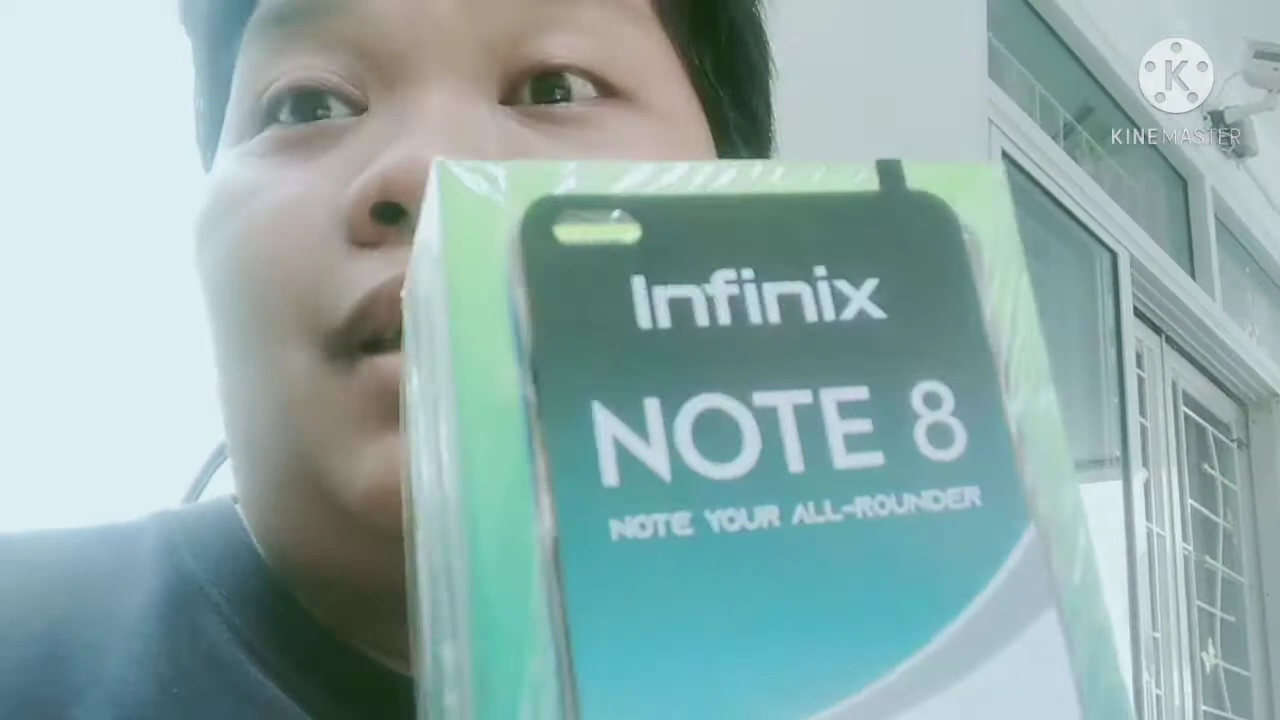 K
KINEMASTER
Infinix
NOTE 8
NOTE YOUR ALL-ROUNDER